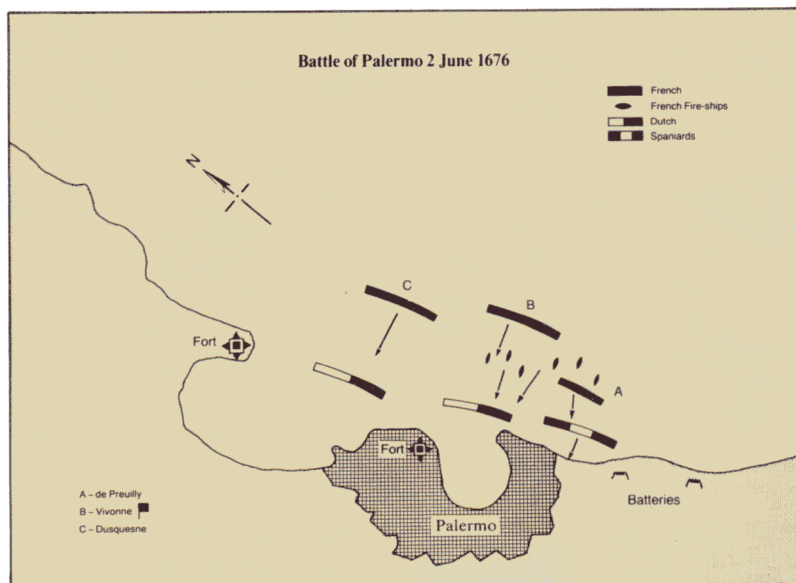 Battle of Palermo 2 June 1676
French
French Fire-ships
Dutch
Spaniards
N
C
B
A
Fort
Fort
Palermo
Batteries
A – de Preuilly
B – Vivonne
C – Dusquesne